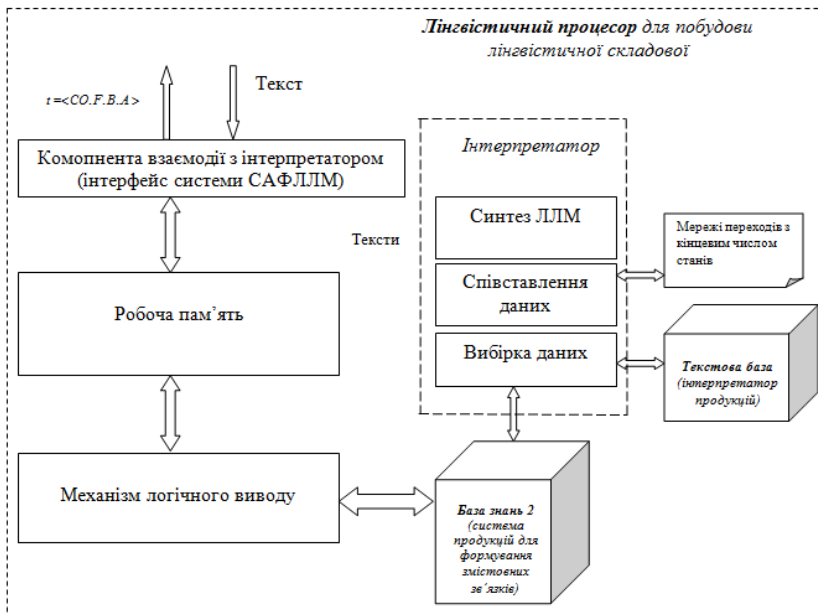 Лінгвістичний процесор для побудови
лінгвістичної складової
t =<CO.F.B.A>
Текст
Комопнента взаємодії з інтерпретатором
(інтерфейс системи САФЛЛМ)
Робоча пам’ять
Механізм логічного виводу
Тексти
Інтерпретатор
Синтез ЛЛМ
Співставлення
даних
Вибірка даних
Мережі переходів з
кінцевим числом
станів
Текстова база
(інтерпретатор
продукцій)
База знань 2
(система
продукцій для
формування
змістовних
зв’язків)